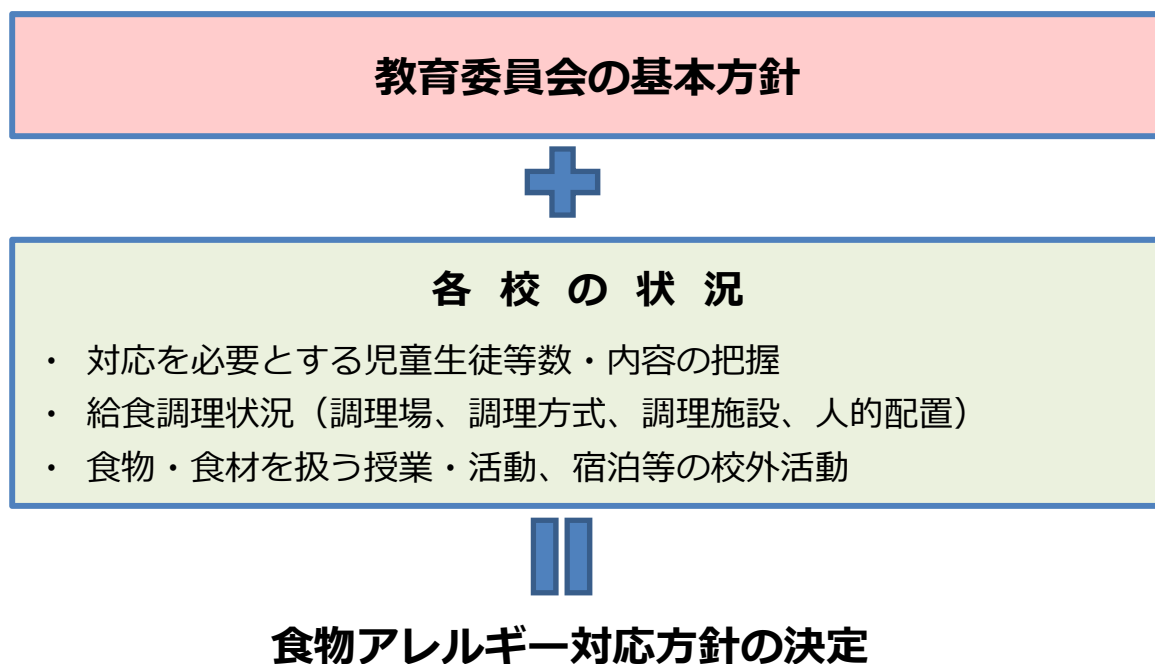 教育委員会の基本方針
各 校 の 状 況
・ 対応を必要とする児童生徒等数・内容の把握
・ 給食調理状況（調理場、調理方式、調理施設、人的配置）
・ 食物・食材を扱う授業・活動、宿泊等の校外活動
食物アレルギー対応方針の決定